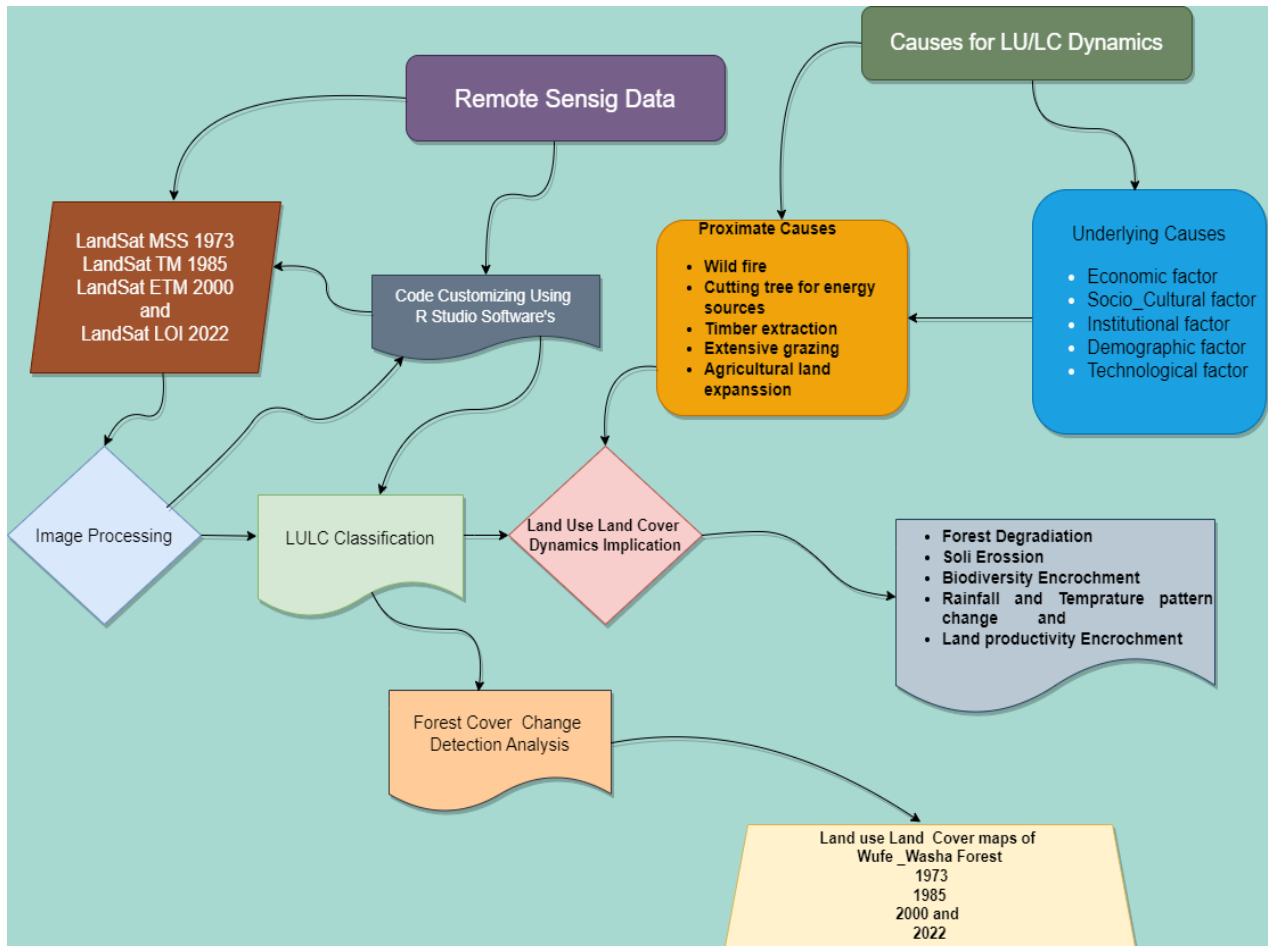 Causes for LU/LC Dynamics
Remote Sensig Data
LandSat MSS 1973
LandSat TM 1985
LandSat ETM 2000
and
LandSat LOI 2022
Code Customizing Using
R Studio Software's
Proximate Causes
• Wild fire
• Cutting tree for energy
sources
• Timber extraction
• Extensive grazing
• Agricultural land
expanssion
Underlying Causes
• Economic factor
• Socio_Cultural factor
• Institutional factor
• Demographic factor
• Technological factor
Image Processing
LULC Classification
Land Use Land Cover
Dynamics Implication
• Forest Degradiation
• Soli Erossion
• Biodiversity Encrochment
• Rainfall and Temprature pattern
change and
• Land productivity Encrochment
Forest Cover Change
Detection Analysis
Land use Land Cover maps of
Wufe _Washa Forest
1973
1985
2000 and
2022